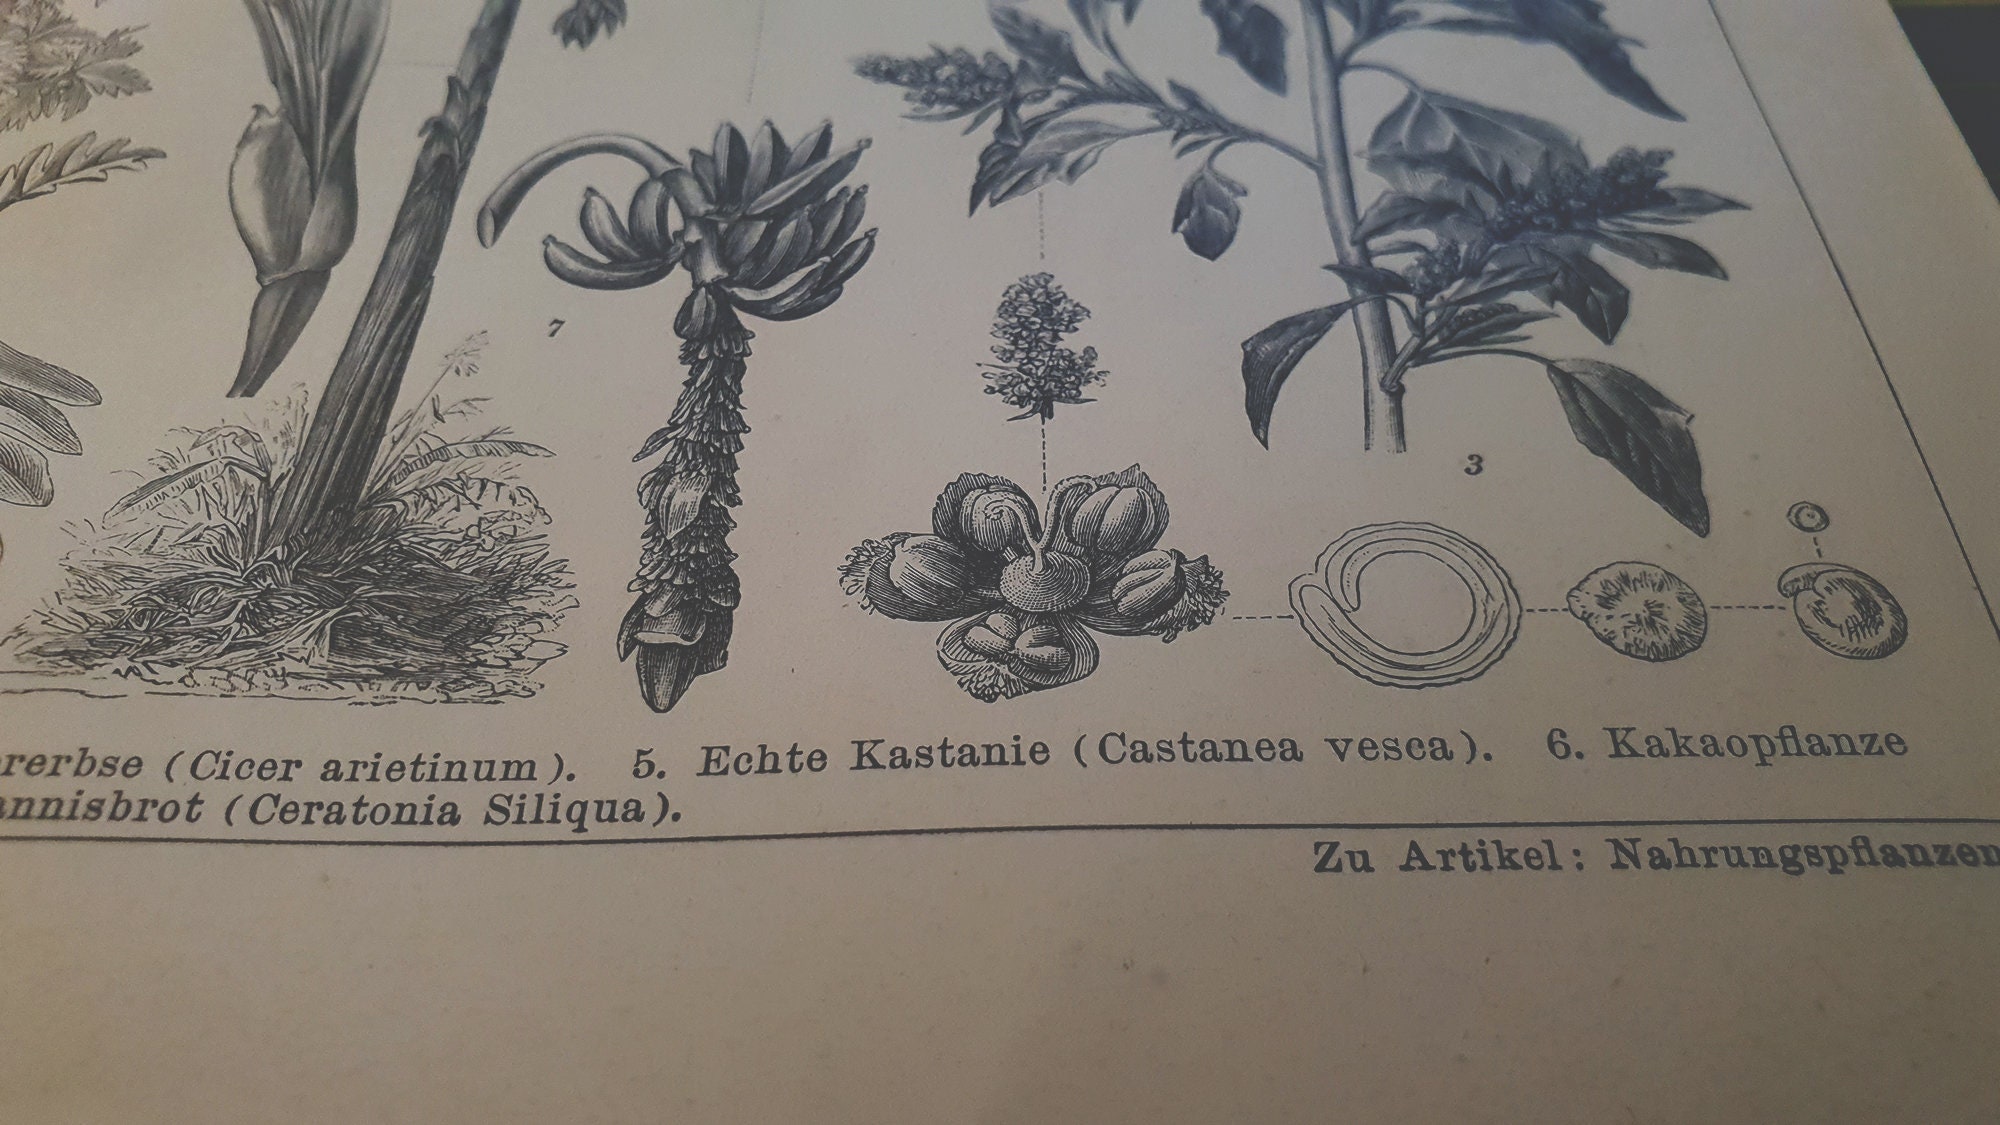 7
3
rerbse (Cicer arietinum). 5. Echte Kastanie (Castanea vesca). 6. Kakaopflanze
annisbrot (Ceratonia Siliqua).
Zu Artikel: Nahrungspflanzen